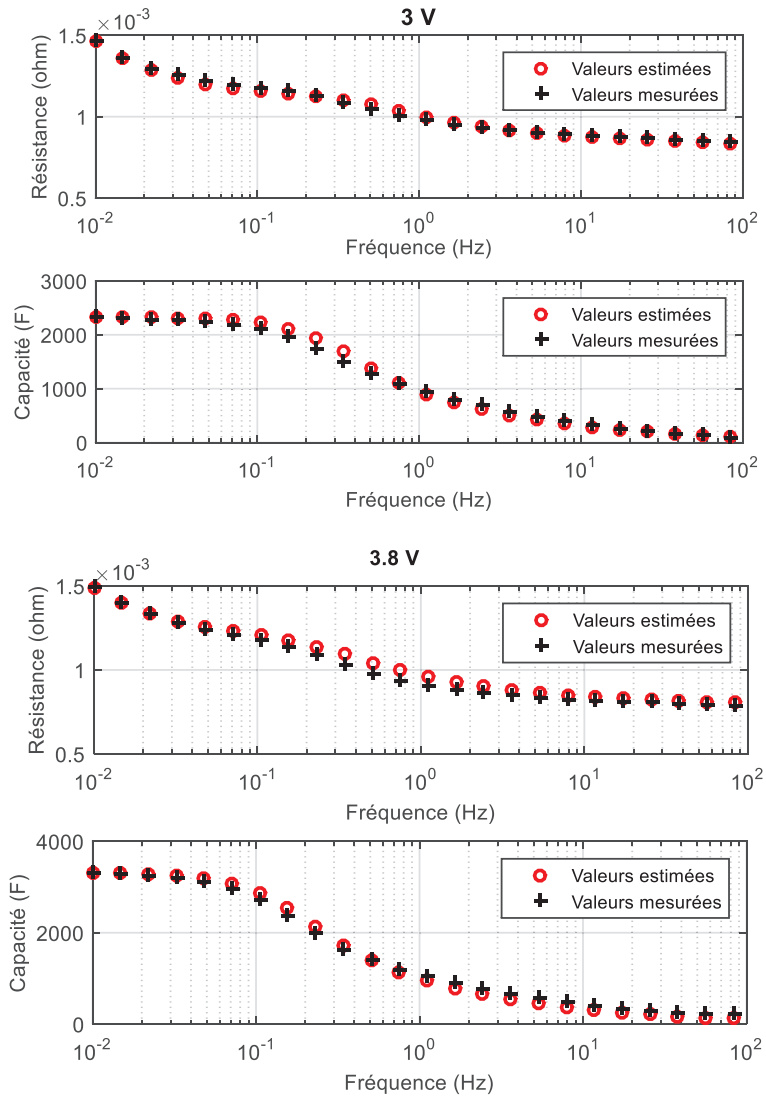 3 V
×10⁻³
1.5
1
0.5
Résistance (ohm)
Valeurs estimées
Valeurs mesurées
10⁻² 10⁻¹ 10⁰ 10¹ 10²
Fréquence (Hz)
3000
2000
1000
0
Capacité (F)
Valeurs estimées
Valeurs mesurées
10⁻² 10⁻¹ 10⁰ 10¹ 10²
Fréquence (Hz)
3.8 V
×10⁻³
1.5
1
0.5
Résistance (ohm)
Valeurs estimées
Valeurs mesurées
10⁻² 10⁻¹ 10⁰ 10¹ 10²
Fréquence (Hz)
4000
2000
0
Capacité (F)
Valeurs estimées
Valeurs mesurées
10⁻² 10⁻¹ 10⁰ 10¹ 10²
Fréquence (Hz)